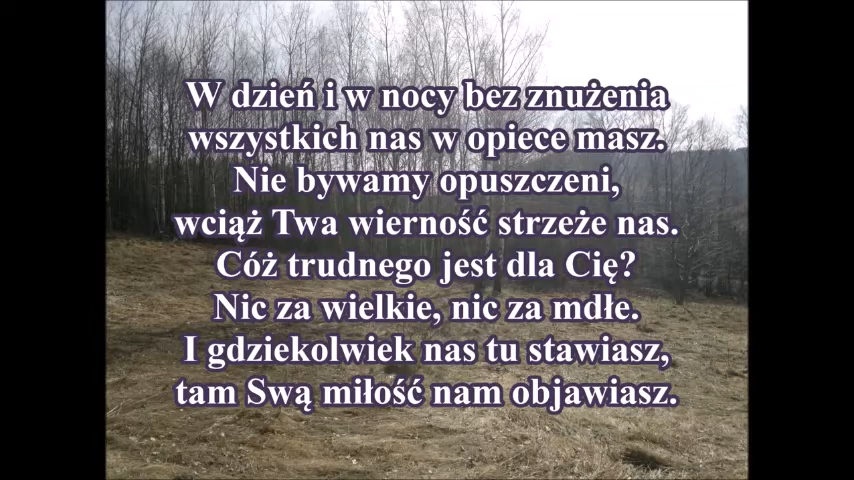 W dzień i w nocy bez znużenia
wszystkich nas w opiece masz.
Nie bywamy opuszczeni,
wciąż Twa wierność strzeże nas.
Cóż trudnego jest dla Cię?
Nic za wielkie, nic za mdłe.
I gdziekolwiek nas tu stawiasz,
tam Swą miłość nam objawiasz.